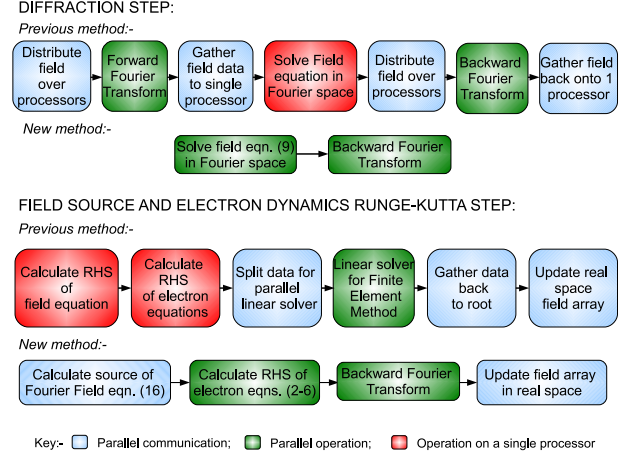 DIFFRACTION STEP:
Previous method:-
Distribute
field
over
processors
Forward
Fourier
Transform
Gather
field data
to single
processor
Solve Field
equation in
Fourier space
Distribute
field over
processors
Backward
Fourier
Transform
Gather field
back onto 1
processor
New method:-
Solve field eqn. (9)
in Fourier space
Backward Fourier
Transform
FIELD SOURCE AND ELECTRON DYNAMICS RUNGE-KUTTA STEP:
Previous method:-
Calculate RHS
of
field equation
Calculate
RHS
of electron
equations
Split data for
parallel
linear solver
Linear solver
for Finite
Element
Method
Gather data
back
to root
Update real
space
field array
New method:-
Calculate source of
Fourier Field eqn. (16)
Calculate RHS of
electron eqns. (2-6)
Backward Fourier
Transform
Update field array
in real space
Key:- Parallel communication; Parallel operation; Operation on a single processor